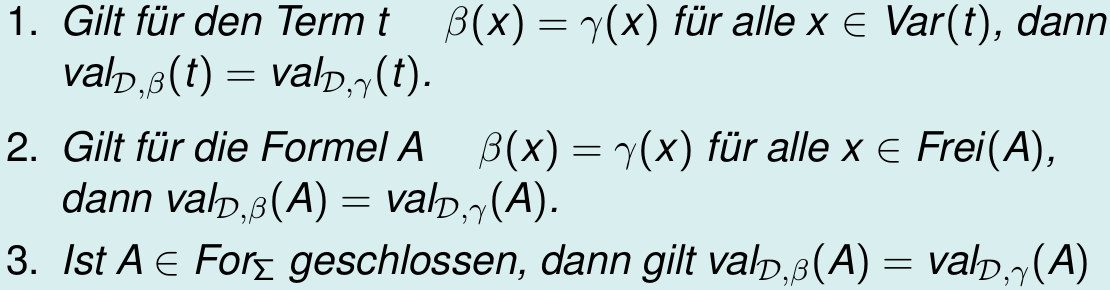 1. Gilt für den Term t β(x) = γ(x) für alle x ∈ Var(t), dann
val_{𝒟,β}(t) = val_{𝒟,γ}(t).
2. Gilt für die Formel A β(x) = γ(x) für alle x ∈ Frei(A),
dann val_{𝒟,β}(A) = val_{𝒟,γ}(A).
3. Ist A ∈ For_Σ geschlossen, dann gilt val_{𝒟,β}(A) = val_{𝒟,γ}(A)